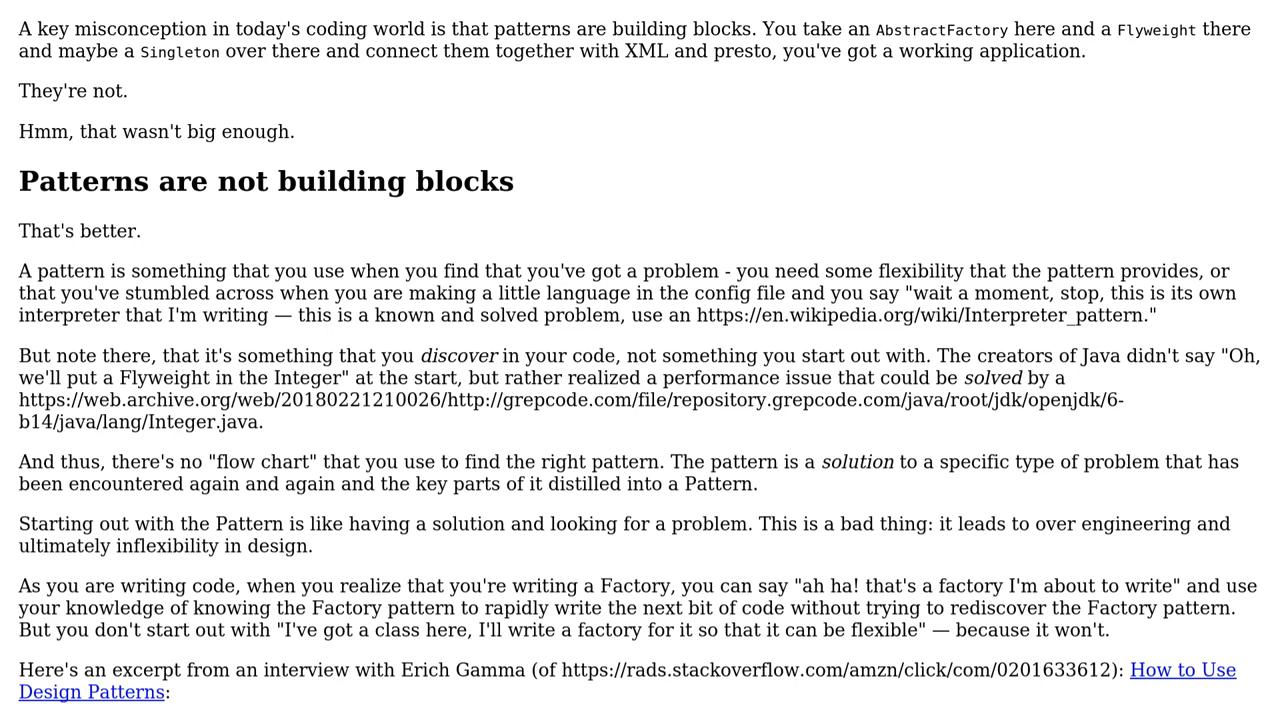 A key misconception in today's coding world is that patterns are building blocks. You take an AbstractFactory here and a Flyweight there
and maybe a Singleton over there and connect them together with XML and presto, you've got a working application.
They're not.
Hmm, that wasn't big enough.
Patterns are not building blocks
That's better.
A pattern is something that you use when you find that you've got a problem - you need some flexibility that the pattern provides, or
that you've stumbled across when you are making a little language in the config file and you say "wait a moment, stop, this is its own
interpreter that I'm writing — this is a known and solved problem, use an https://en.wikipedia.org/wiki/Interpreter_pattern."
But note there, that it's something that you discover in your code, not something you start out with. The creators of Java didn't say "Oh,
we'll put a Flyweight in the Integer" at the start, but rather realized a performance issue that could be solved by a
https://web.archive.org/web/20180221210026/http://grepcode.com/file/repository.grepcode.com/java/root/jdk/openjdk/6-
b14/java/lang/Integer.java.
And thus, there's no "flow chart" that you use to find the right pattern. The pattern is a solution to a specific type of problem that has
been encountered again and again and the key parts of it distilled into a Pattern.
Starting out with the Pattern is like having a solution and looking for a problem. This is a bad thing: it leads to over engineering and
ultimately inflexibility in design.
As you are writing code, when you realize that you're writing a Factory, you can say "ah ha! that's a factory I'm about to write" and use
your knowledge of knowing the Factory pattern to rapidly write the next bit of code without trying to rediscover the Factory pattern.
But you don't start out with "I've got a class here, I'll write a factory for it so that it can be flexible" — because it won't.
Here's an excerpt from an interview with Erich Gamma (of https://rads.stackoverflow.com/amzn/click/com/0201633612): How to Use
Design Patterns: